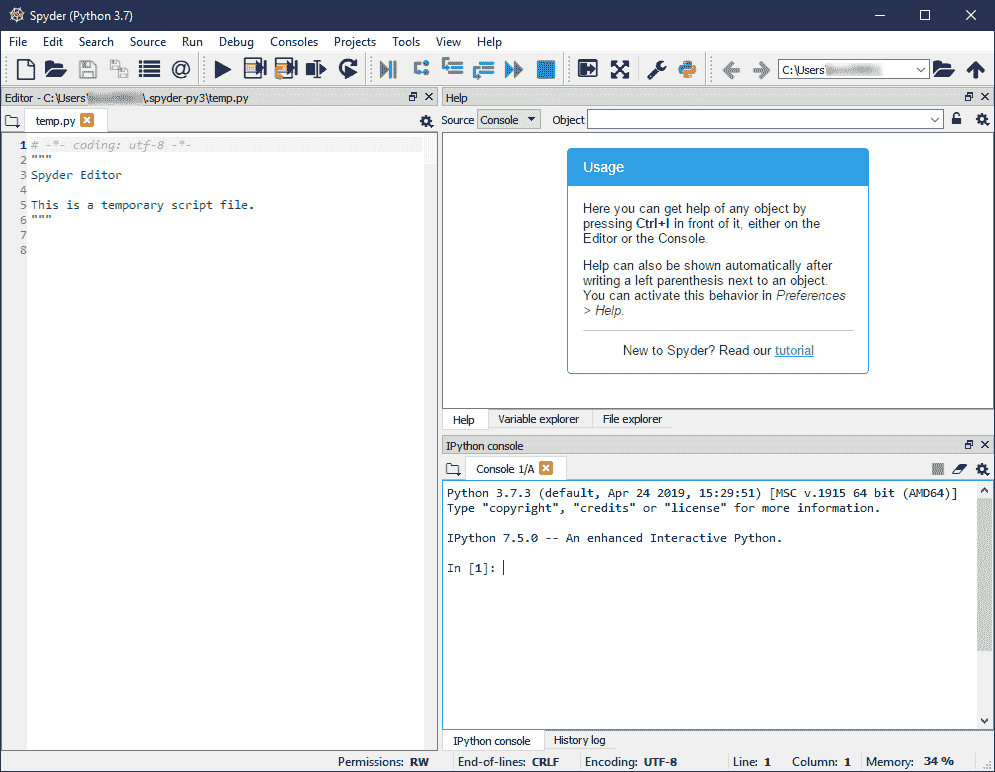 Spyder (Python 3.7)
File Edit Search Source Run Debug Consoles Projects Tools View Help
C:\Users\
Editor - C:\Users\ \.spyder-py3\temp.py
temp.py
1 # -*- coding: utf-8 -*-
2 """
3 Spyder Editor
4
5 This is a temporary script file.
6 """
7
8
Help
Source Console Object
Usage
Here you can get help of any object by
pressing Ctrl+I in front of it, either on the
Editor or the Console.
Help can also be shown automatically after
writing a left parenthesis next to an object.
You can activate this behavior in Preferences
> Help.
New to Spyder? Read our tutorial
Help Variable explorer File explorer
IPython console
Console 1/A
Python 3.7.3 (default, Apr 24 2019, 15:29:51) [MSC v.1915 64 bit (AMD64)]
Type "copyright", "credits" or "license" for more information.
IPython 7.5.0 -- An enhanced Interactive Python.
In [1]:
IPython console History log
Permissions: RW End-of-lines: CRLF Encoding: UTF-8 Line: 1 Column: 1 Memory: 34 %